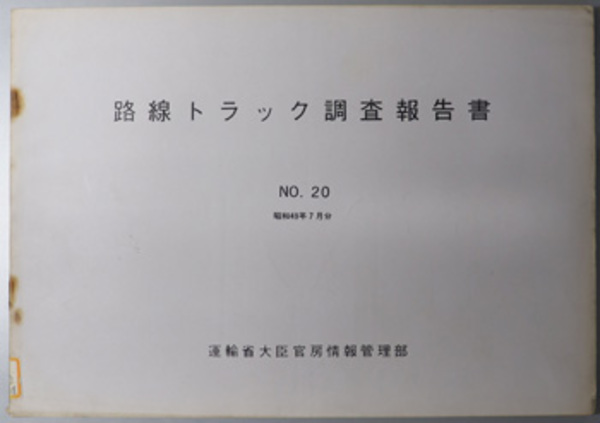 路線トラック調査報告書
NO. 20
昭和49年7月分
運輸省大臣官房情報管理部